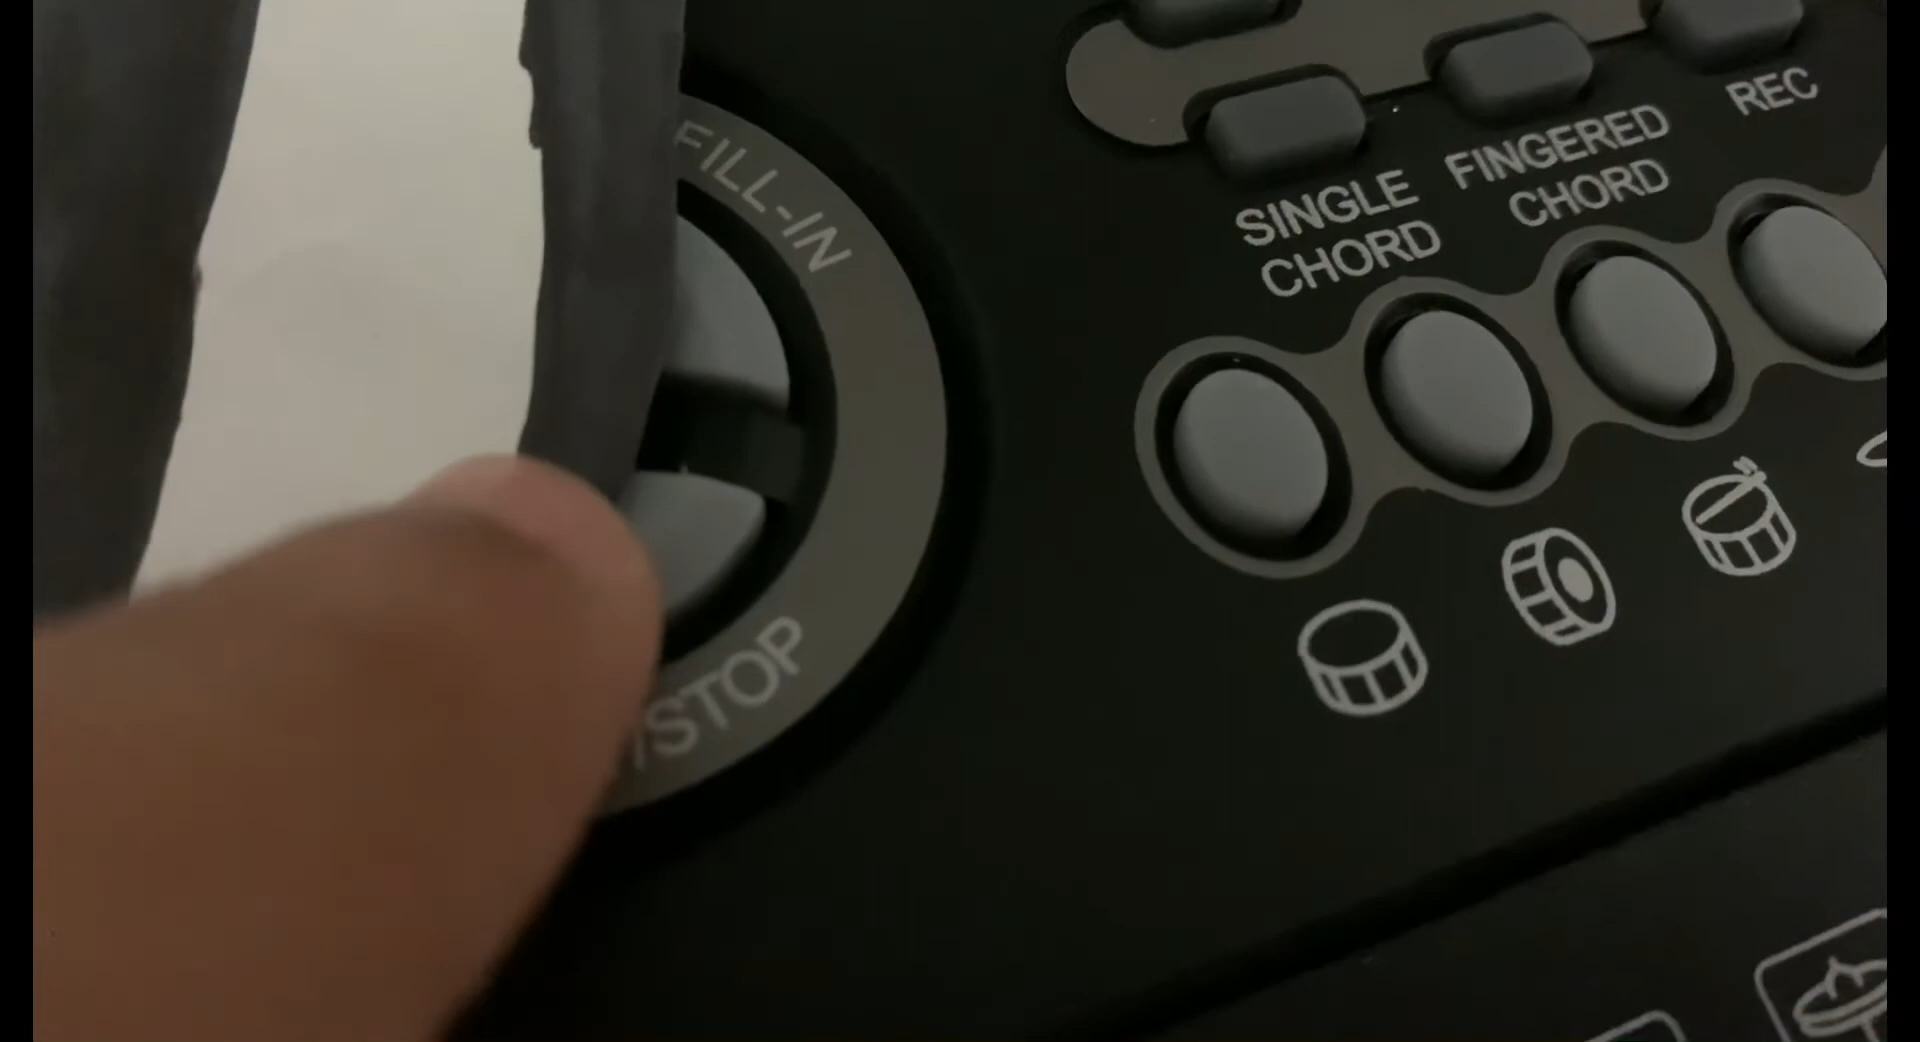 FILL-IN
REC
FINGERED
CHORD
SINGLE
CHORD
/STOP